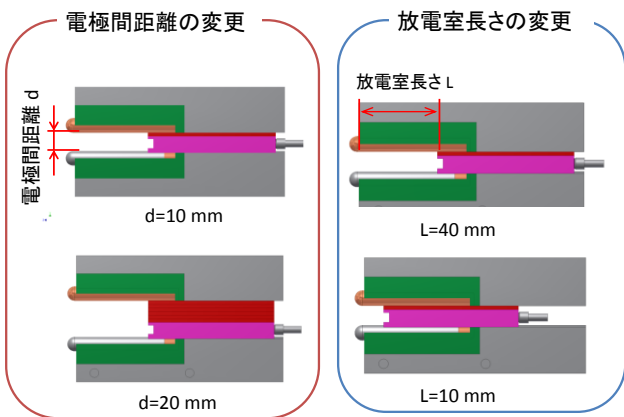 電極間距離の変更
電極間距離 d
d=10 mm
d=20 mm
放電室長さの変更
放電室長さ L
L=40 mm
L=10 mm